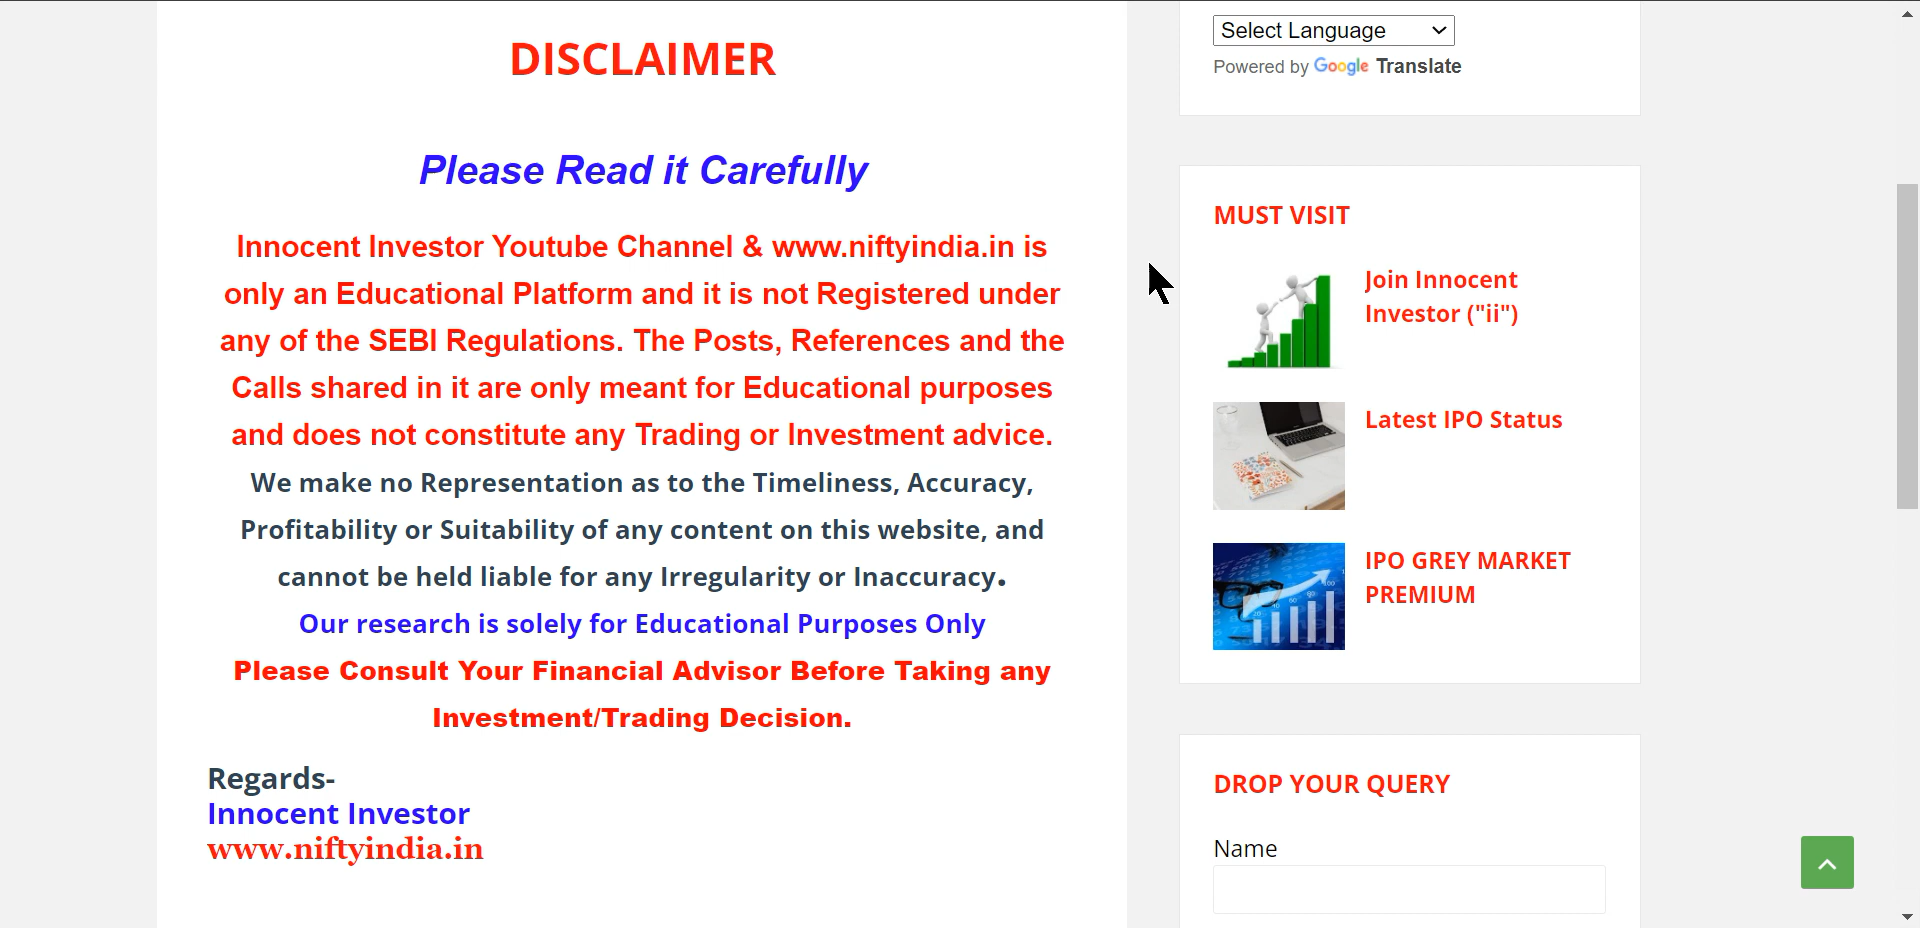 DISCLAIMER
Please Read it Carefully
Innocent Investor Youtube Channel & www.niftyindia.in is
only an Educational Platform and it is not Registered under
any of the SEBI Regulations. The Posts, References and the
Calls shared in it are only meant for Educational purposes
and does not constitute any Trading or Investment advice.
We make no Representation as to the Timeliness, Accuracy,
Profitability or Suitability of any content on this website, and
cannot be held liable for any Irregularity or Inaccuracy.
Our research is solely for Educational Purposes Only
Please Consult Your Financial Advisor Before Taking any
Investment/Trading Decision.
Regards-
Innocent Investor
www.niftyindia.in
Select Language
Powered by Google Translate
MUST VISIT
Join Innocent
Investor ("ii")
Latest IPO Status
IPO GREY MARKET
PREMIUM
DROP YOUR QUERY
Name